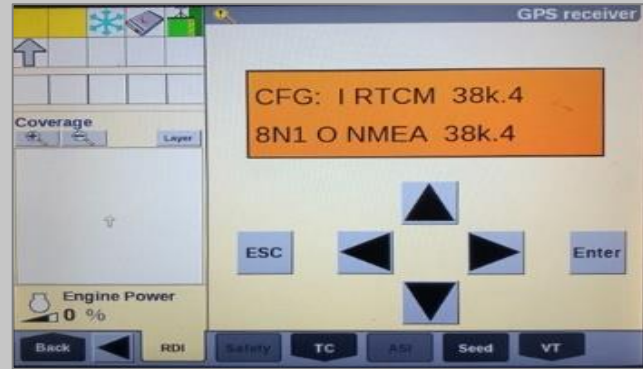 GPS receiver
CFG: I RTCM 38k.4
8N1 O NMEA 38k.4
Coverage
Layer
ESC
Enter
Engine Power
0 %
Back
RDI
Safety
TC
ASI
Seed
VT